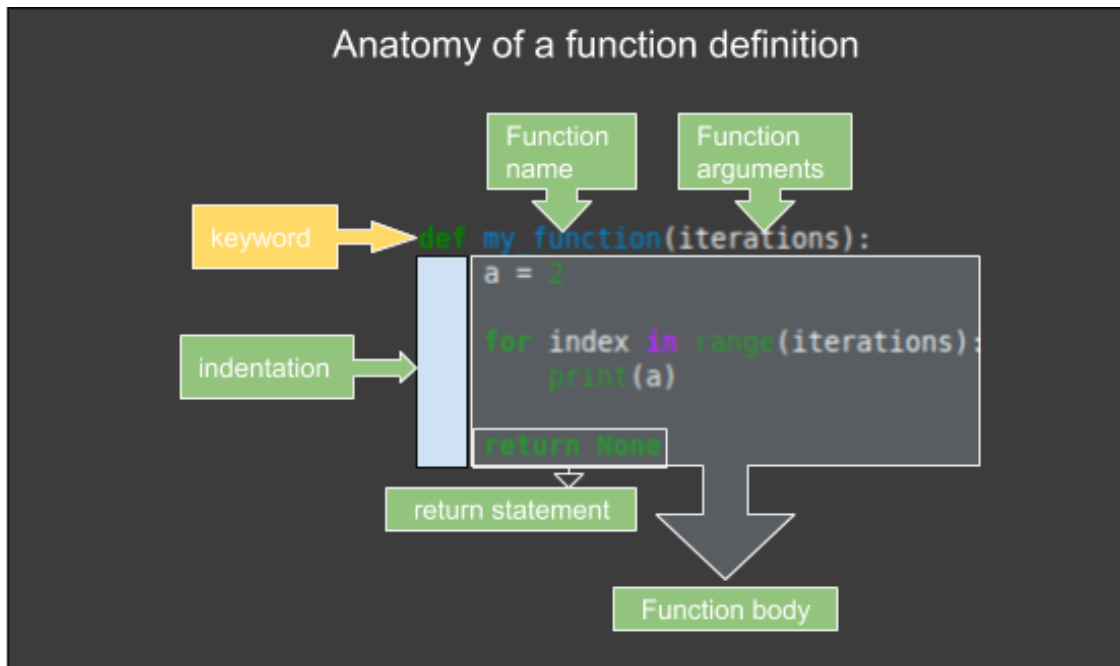 Anatomy of a function definition
Function
name
Function
arguments
keyword
def my_function(iterations):
a = 2
for index in range(iterations):
indentation
print(a)
return None
return statement
Function body